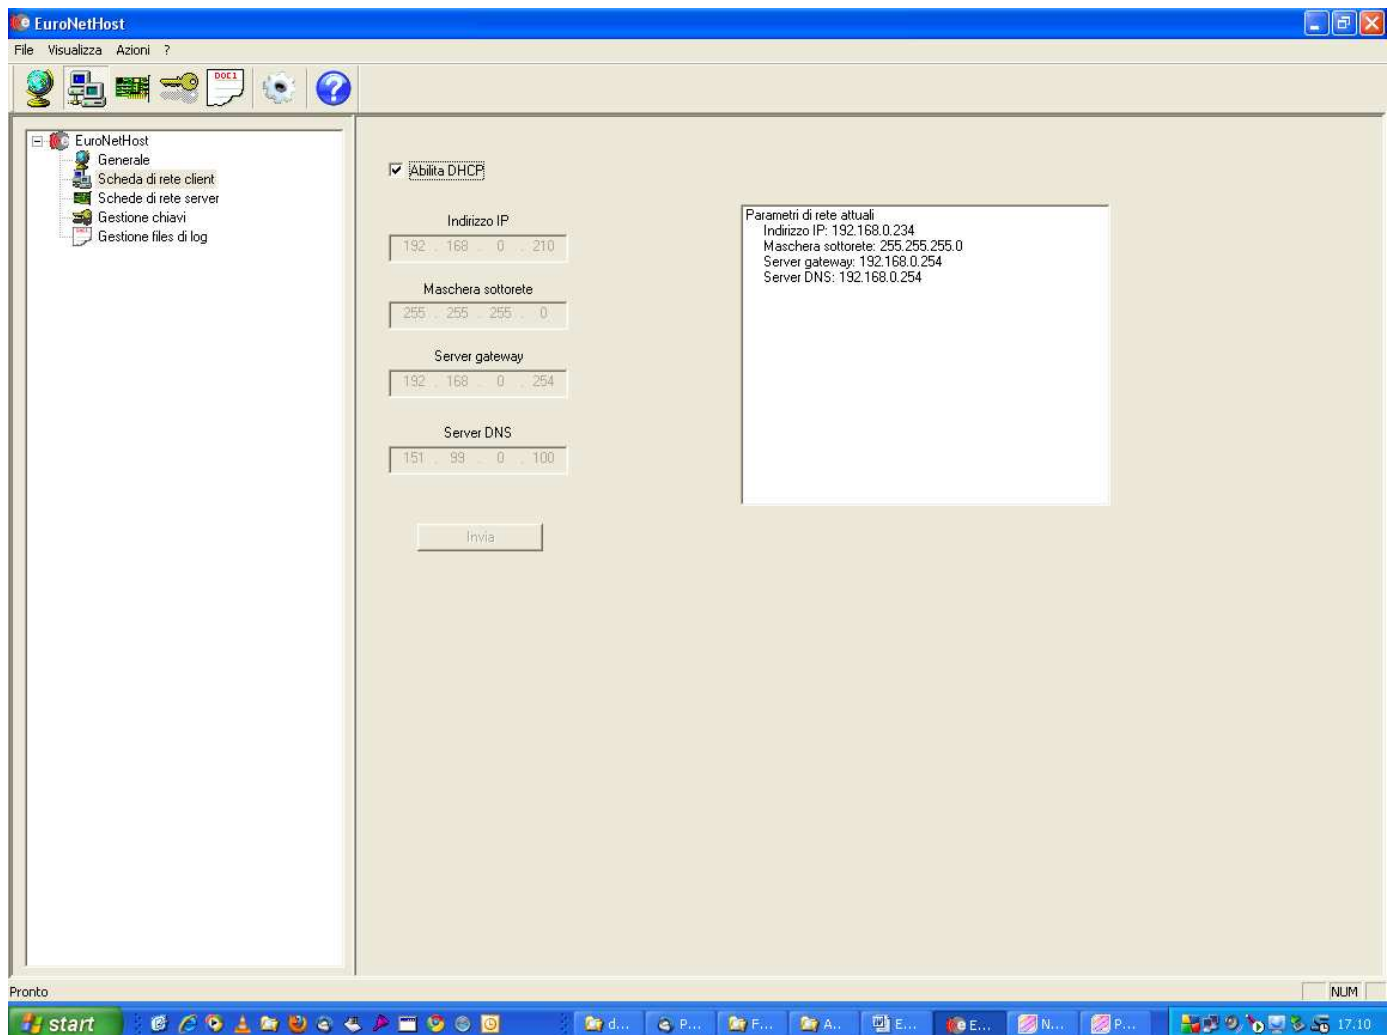 EuroNetHost
File Visualizza Azioni ?
DOC1
EuroNetHost
Generale
Scheda di rete client
Schede di rete server
Gestione chiavi
Gestione files di log
Abilita DHCP
Indirizzo IP
192 . 168 . 0 . 210
Maschera sottorete
255 . 255 . 255 . 0
Server gateway
192 . 168 . 0 . 254
Server DNS
151 . 99 . 0 . 100
Invia
Parametri di rete attuali
Indirizzo IP: 192.168.0.234
Maschera sottorete: 255.255.255.0
Server gateway: 192.168.0.254
Server DNS: 192.168.0.254
Pronto
NUM
start
d... P... F... A... E... E... N... P... 17:10